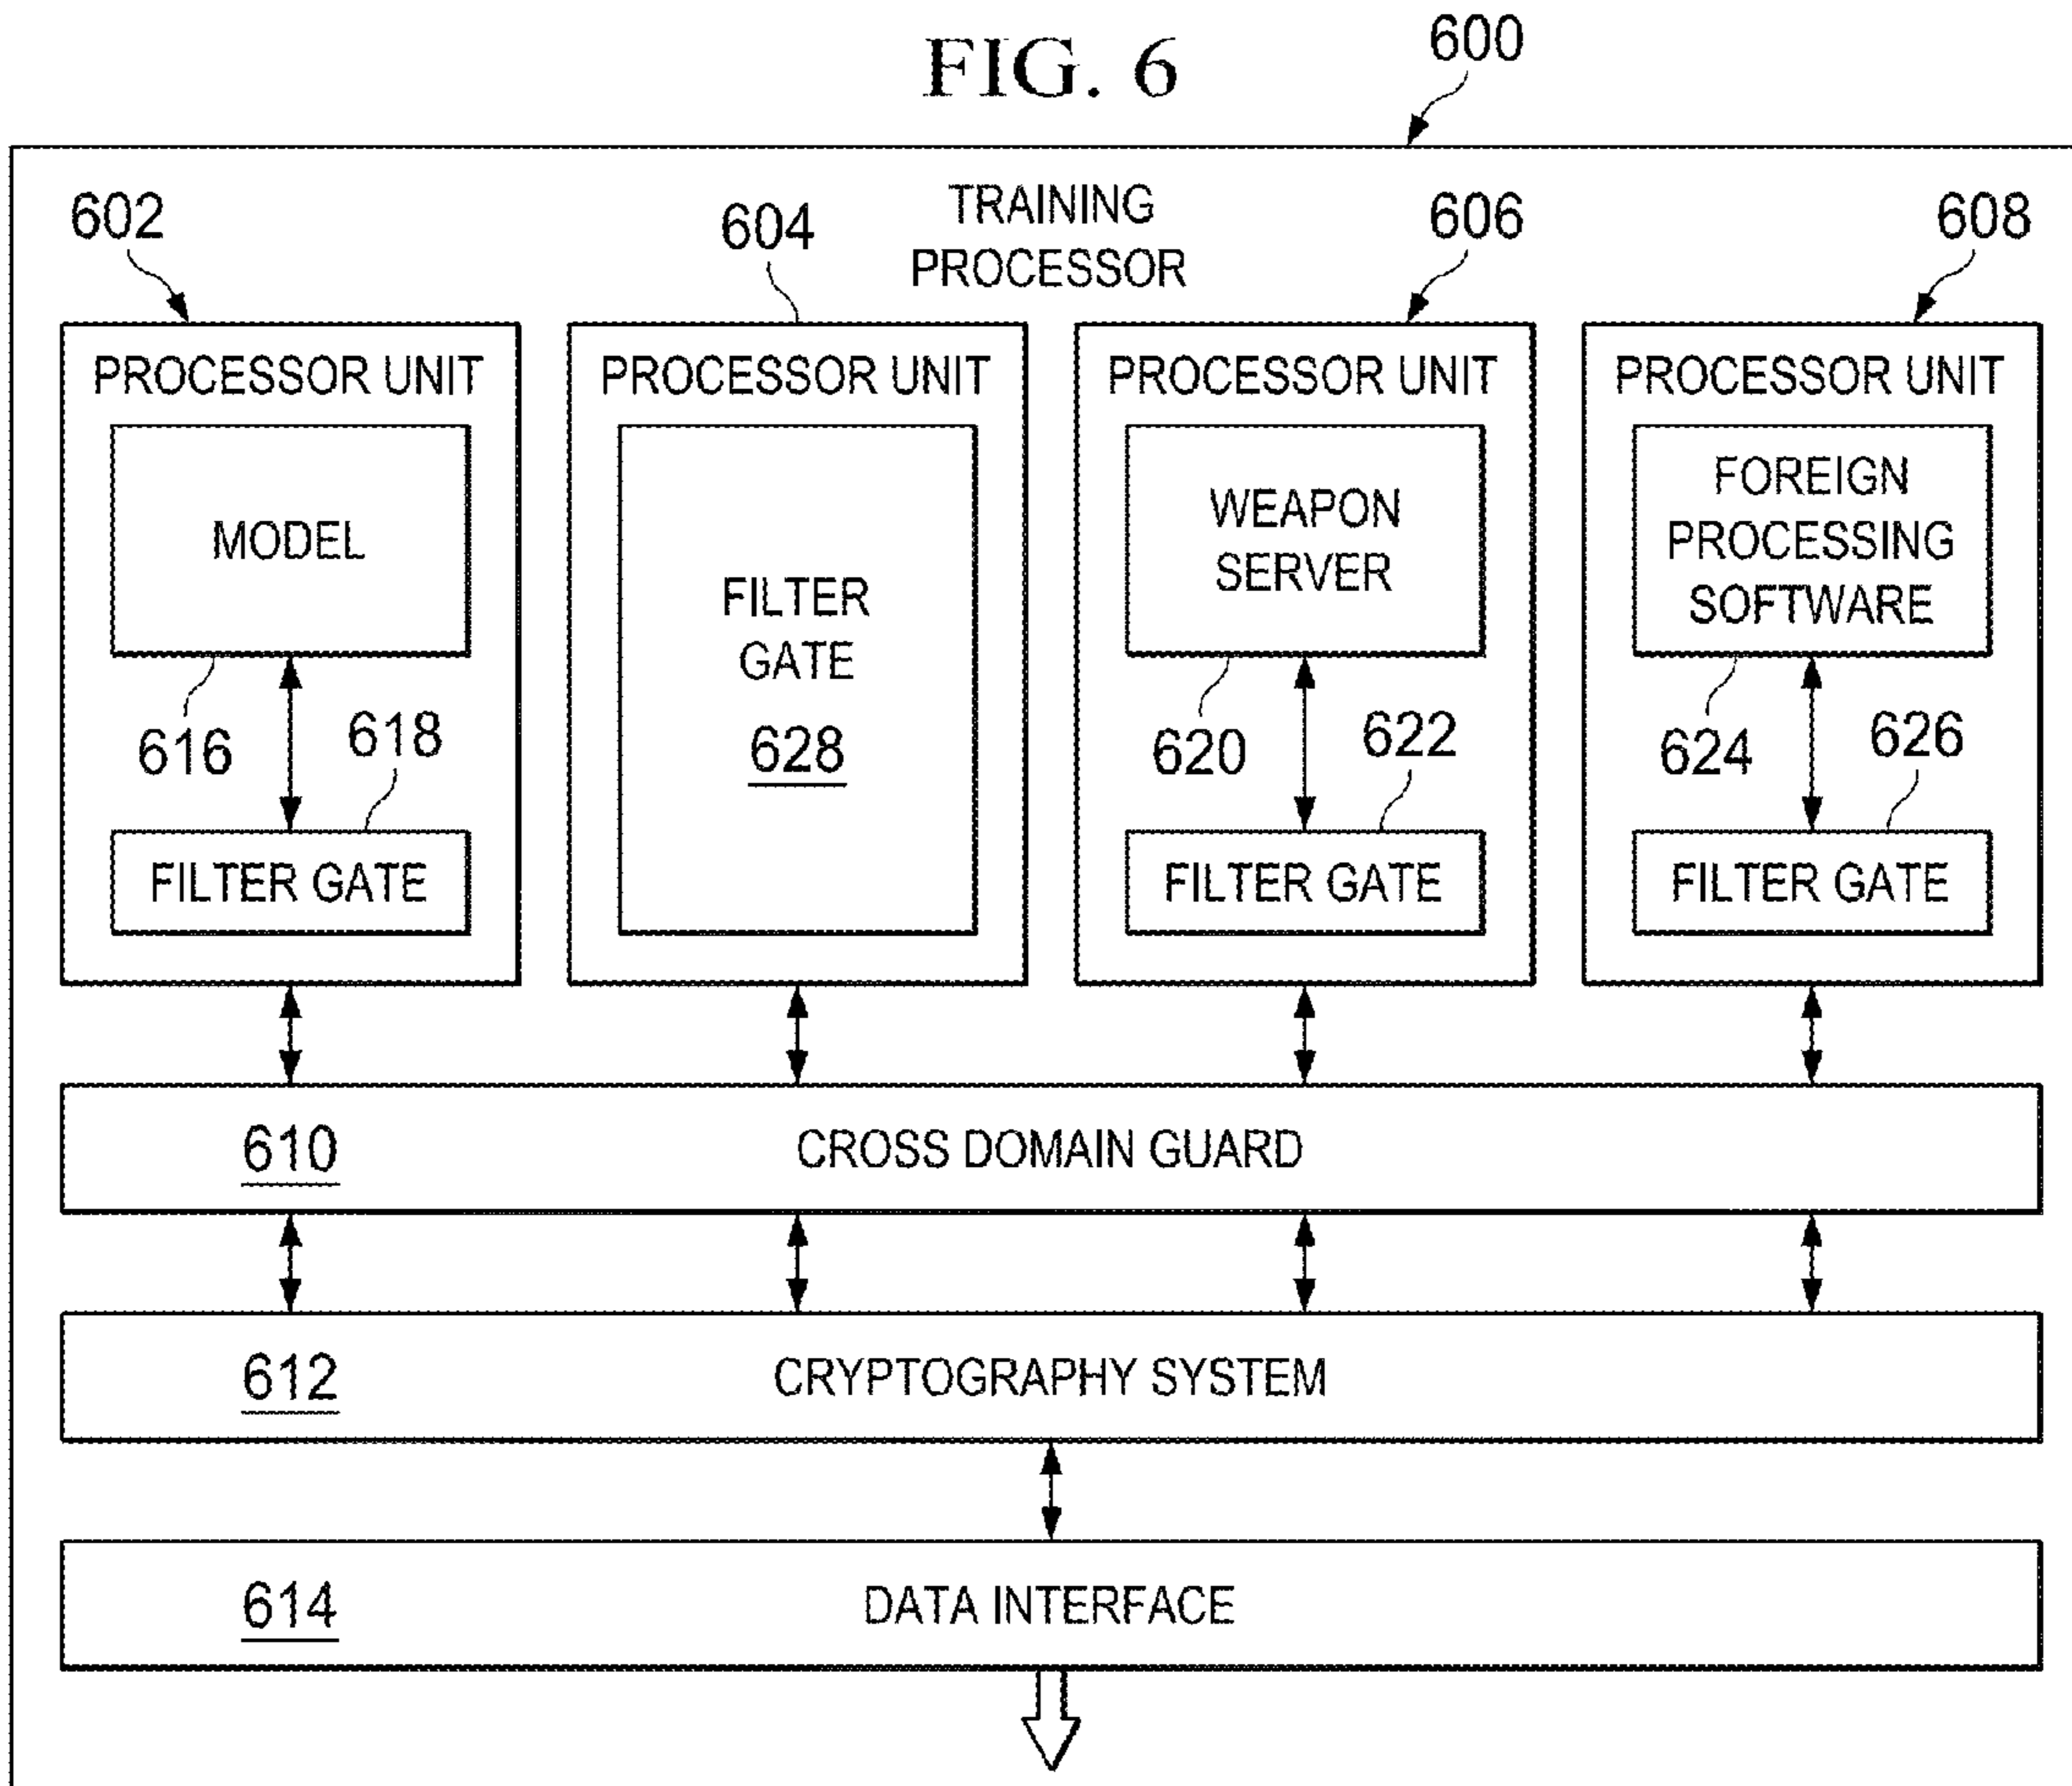 FIG. 6
600
TRAINING
PROCESSOR
602
604
606
608
PROCESSOR UNIT
MODEL
616
618
FILTER GATE
PROCESSOR UNIT
FILTER
GATE
628
PROCESSOR UNIT
WEAPON
SERVER
620
622
FILTER GATE
PROCESSOR UNIT
FOREIGN
PROCESSING
SOFTWARE
624
626
FILTER GATE
610 CROSS DOMAIN GUARD
612 CRYPTOGRAPHY SYSTEM
614 DATA INTERFACE